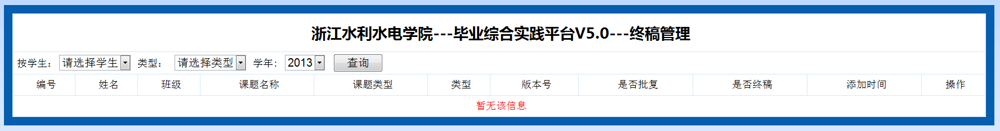 浙江水利水电学院---毕业综合实践平台V5.0---终稿管理
按学生： 请选择学生 类型： 请选择类型 学年： 2013 查询
编号 姓名 班级 课题名称 课题类型 类型 版本号 是否批复 是否终稿 添加时间 操作
暂无该信息